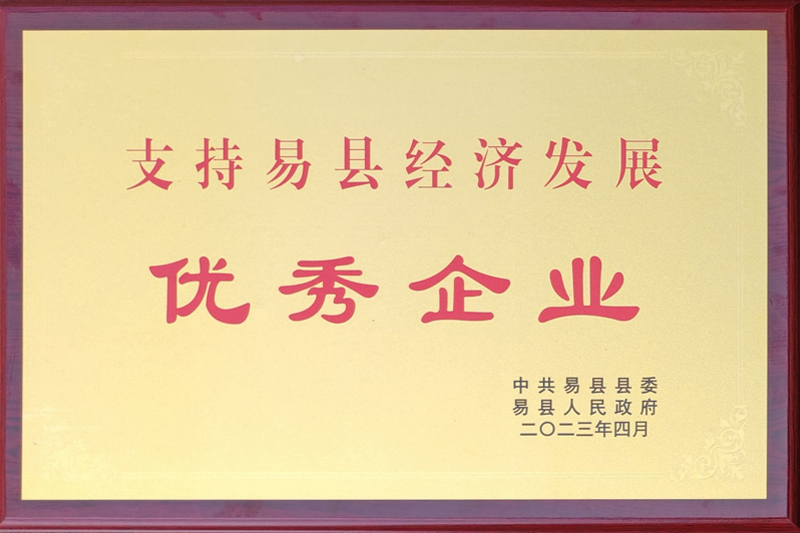 支持易县经济发展
优秀企业
中共易县县委
易县人民政府
二〇二三年四月